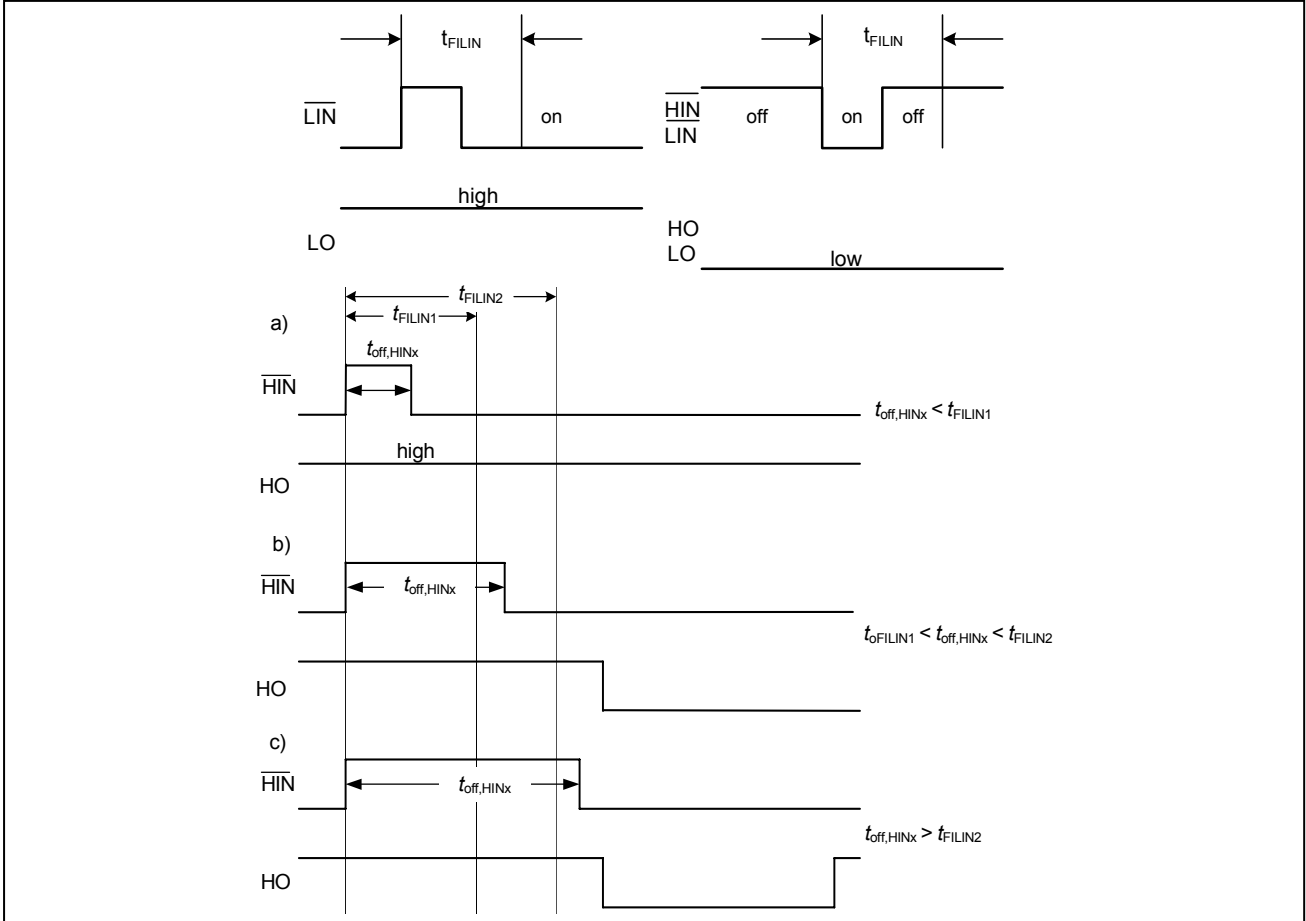 tFILIN
tFILIN
LIN
on
HIN
LIN
off
on
off
high
LO
HO
LO
low
tFILIN2
tFILIN1
a)
toff,HINx
HIN
toff,HINx < tFILIN1
high
HO
b)
HIN
toff,HINx
toFILIN1 < toff,HINx < tFILIN2
HO
c)
HIN
toff,HINx
toff,HINx > tFILIN2
HO